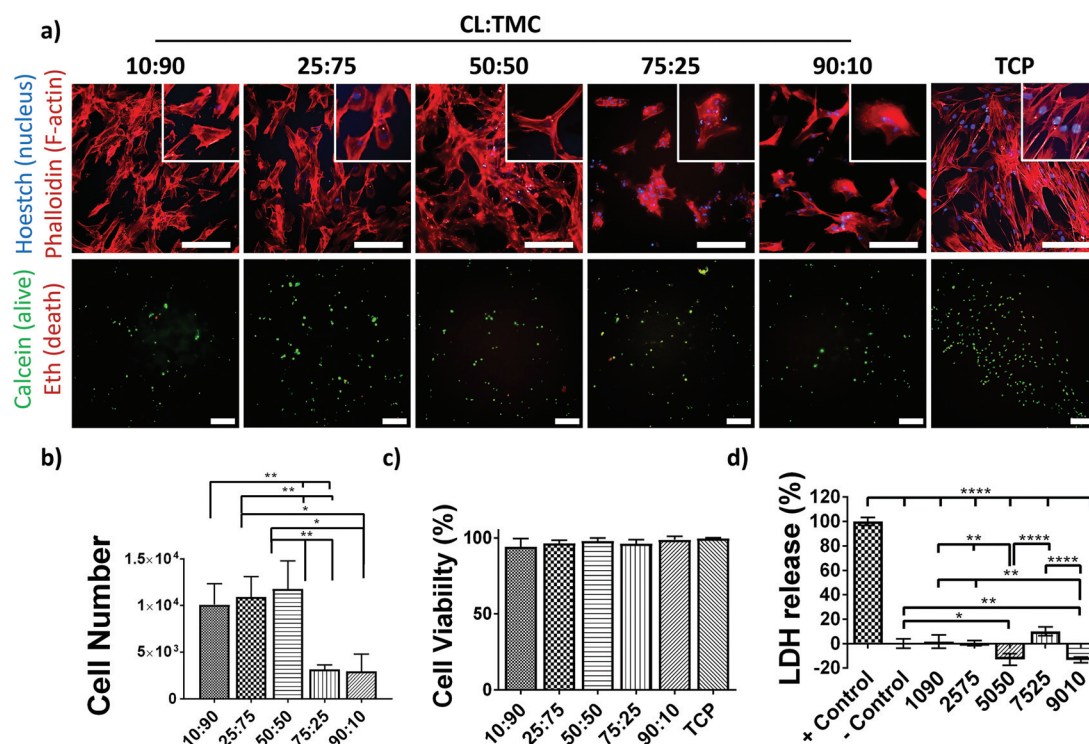 a)
CL:TMC
10:90 25:75 50:50 75:25 90:10 TCP
Hoestch (nucleus)
Phalloidin (F-actin)
Calcein (alive)
Eth (death)
b)
** 
**
*
*
**
Cell Number
1.5×10⁴
1×10⁴
5×10³
0
10:90 25:75 50:50 75:25 90:10
c)
Cell Viabiilty (%)
100
50
0
10:90 25:75 50:50 75:25 90:10 TCP
d)
****
** ****
****
**
**
*
LDH release (%)
120
100
80
60
40
20
0
-20
+ Control - Control 1090 2575 5050 7525 9010